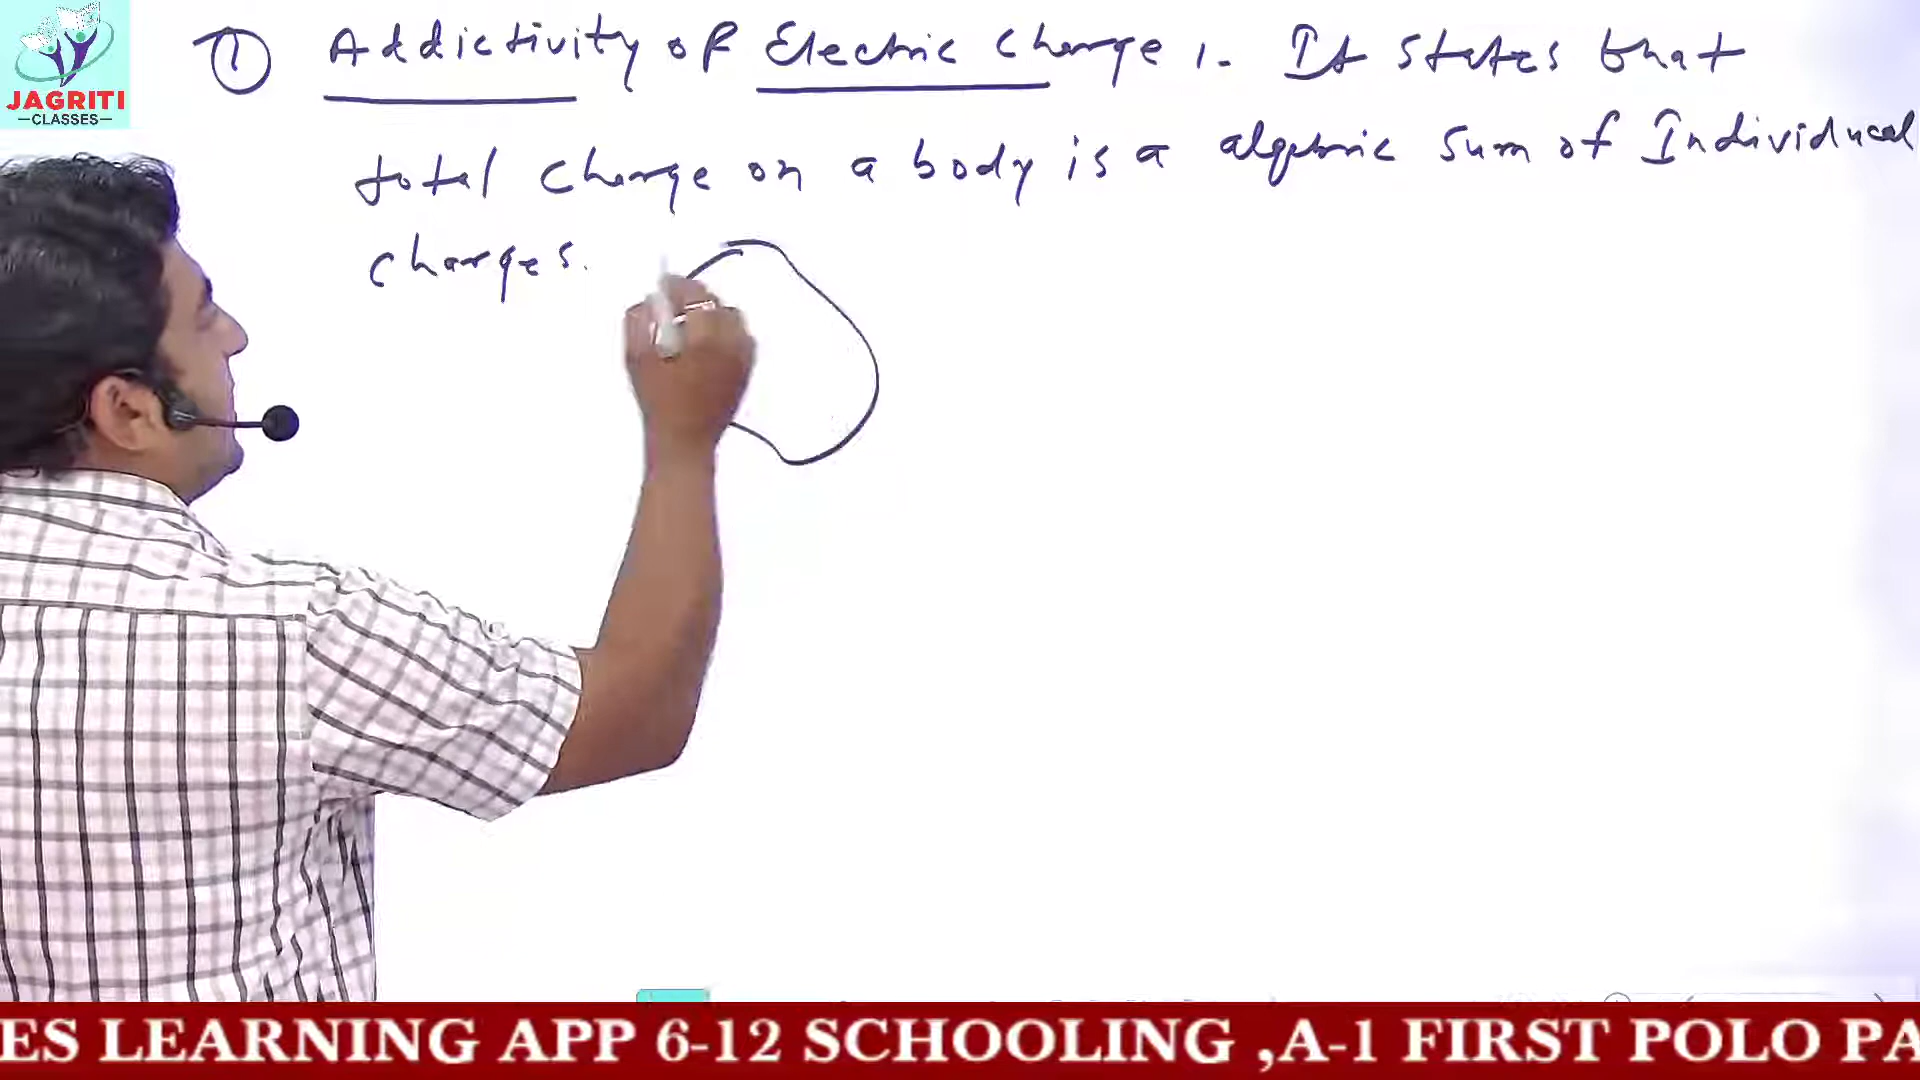 JAGRITI
CLASSES
① Addictivity of Electric Charge :- It states that
total charge on a body is a algebric sum of Individual
charges.
ES LEARNING APP 6-12 SCHOOLING ,A-1 FIRST POLO PA